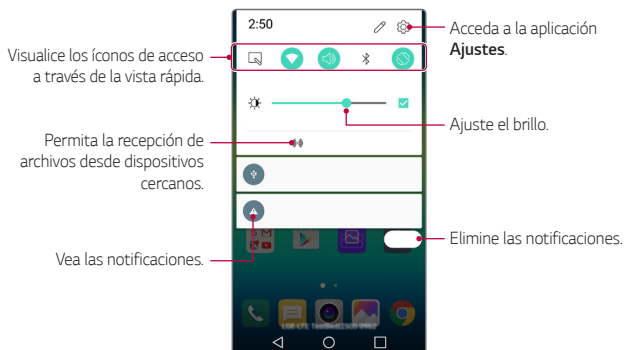 2:50
Acceda a la aplicación
Ajustes.
Visualice los íconos de acceso
a través de la vista rápida.
Ajuste el brillo.
Permita la recepción de
archivos desde dispositivos
cercanos.
Elimine las notificaciones.
Vea las notificaciones.